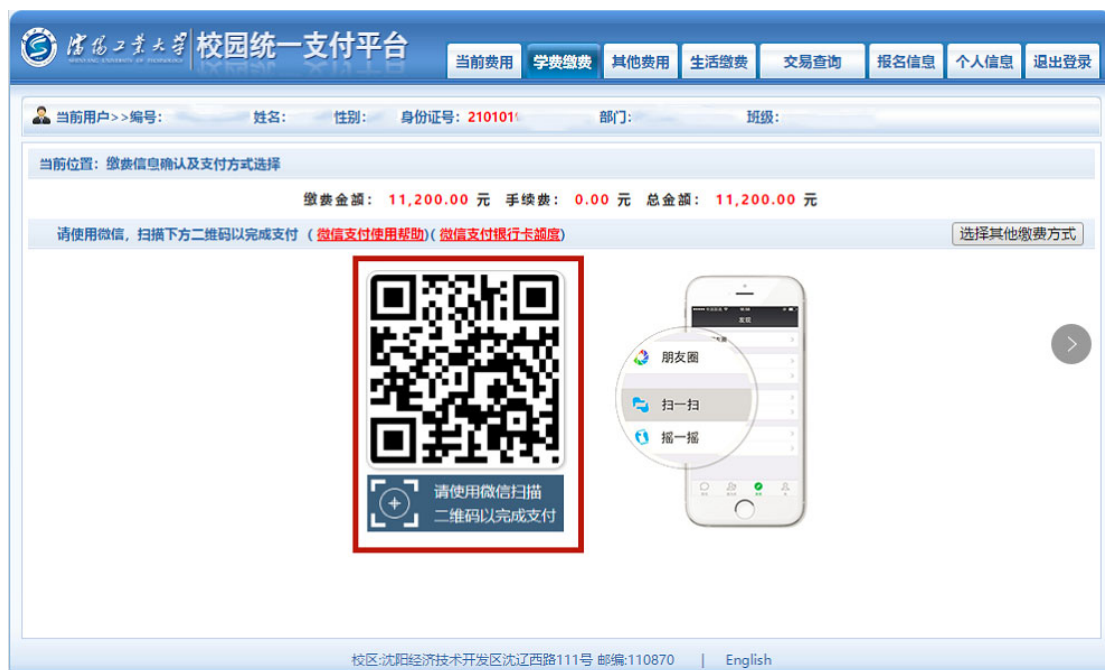 沈阳工业大学 校园统一支付平台
SHENYANG UNIVERSITY OF TECHNOLOGY
当前费用 学费缴费 其他费用 生活缴费 交易查询 报名信息 个人信息 退出登录
当前用户>>编号： 姓名： 性别： 身份证号：210101 部门： 班级：
当前位置：缴费信息确认及支付方式选择
缴费金额： 11,200.00 元 手续费： 0.00 元 总金额： 11,200.00 元
请使用微信，扫描下方二维码以完成支付 （微信支付使用帮助)( 微信支付银行卡额度)
选择其他缴费方式
发现
朋友圈
扫一扫
摇一摇
请使用微信扫描
二维码以完成支付
校区:沈阳经济技术开发区沈辽西路111号 邮编:110870 | English